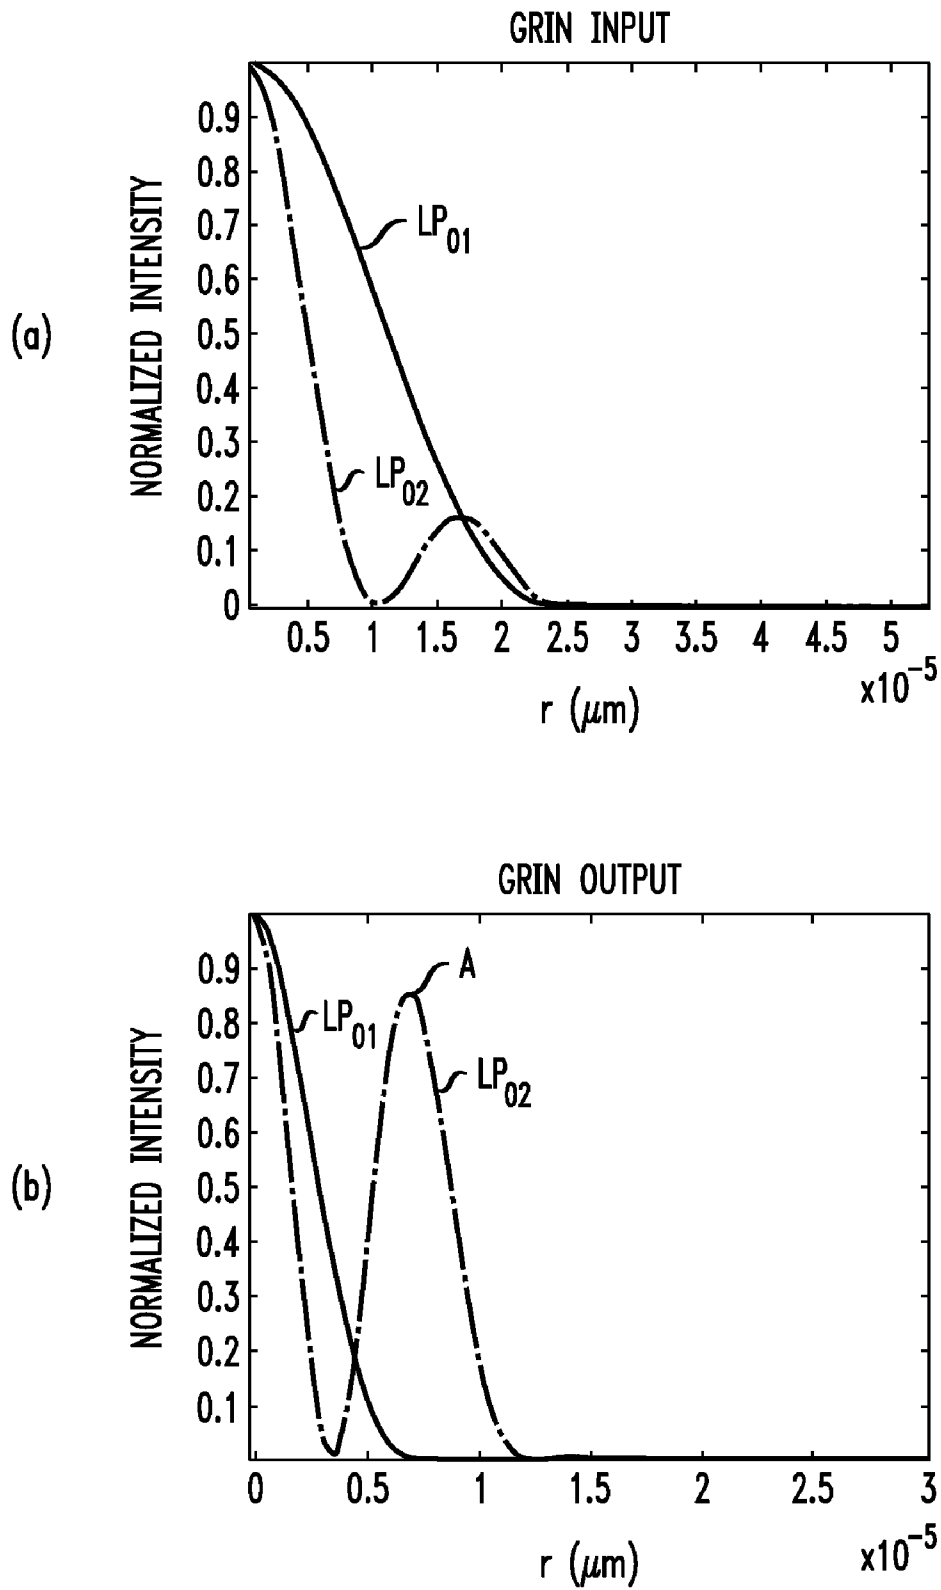 GRIN INPUT
(a)
NORMALIZED INTENSITY
0.9
0.8
0.7
0.6
0.5
0.4
0.3
0.2
0.1
0
LP01
LP02
0.5 1 1.5 2 2.5 3 3.5 4 4.5 5
x10-5
r (μm)
GRIN OUTPUT
(b)
NORMALIZED INTENSITY
0.9
0.8
0.7
0.6
0.5
0.4
0.3
0.2
0.1
A
LP01
LP02
0 0.5 1 1.5 2 2.5 3
x10-5
r (μm)